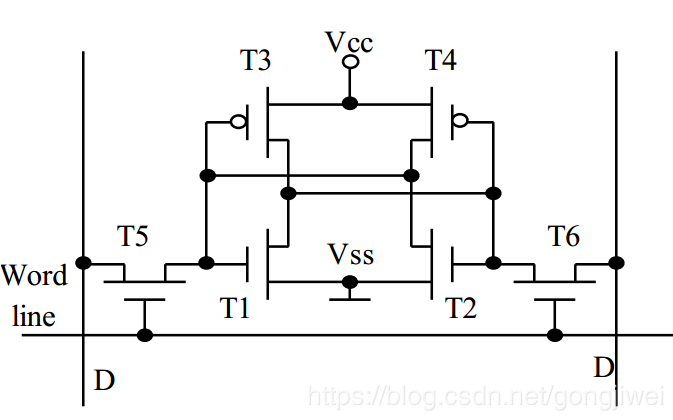 Vcc
T3
T4
T5
Vss
T6
Word
line
T1
T2
D
D
https://blog.csdn.net/gongjiwei